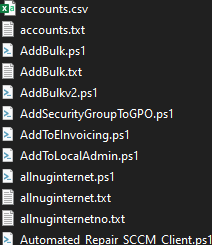 accounts.csv
accounts.txt
AddBulk.ps1
AddBulk.txt
AddBulkv2.ps1
AddSecurityGroupToGPO.ps1
AddToEInvoicing.ps1
AddToLocalAdmin.ps1
allnuginternet.ps1
allnuginternet.txt
allnuginternetno.txt
Automated_Repair_SCCM_Client.ps1